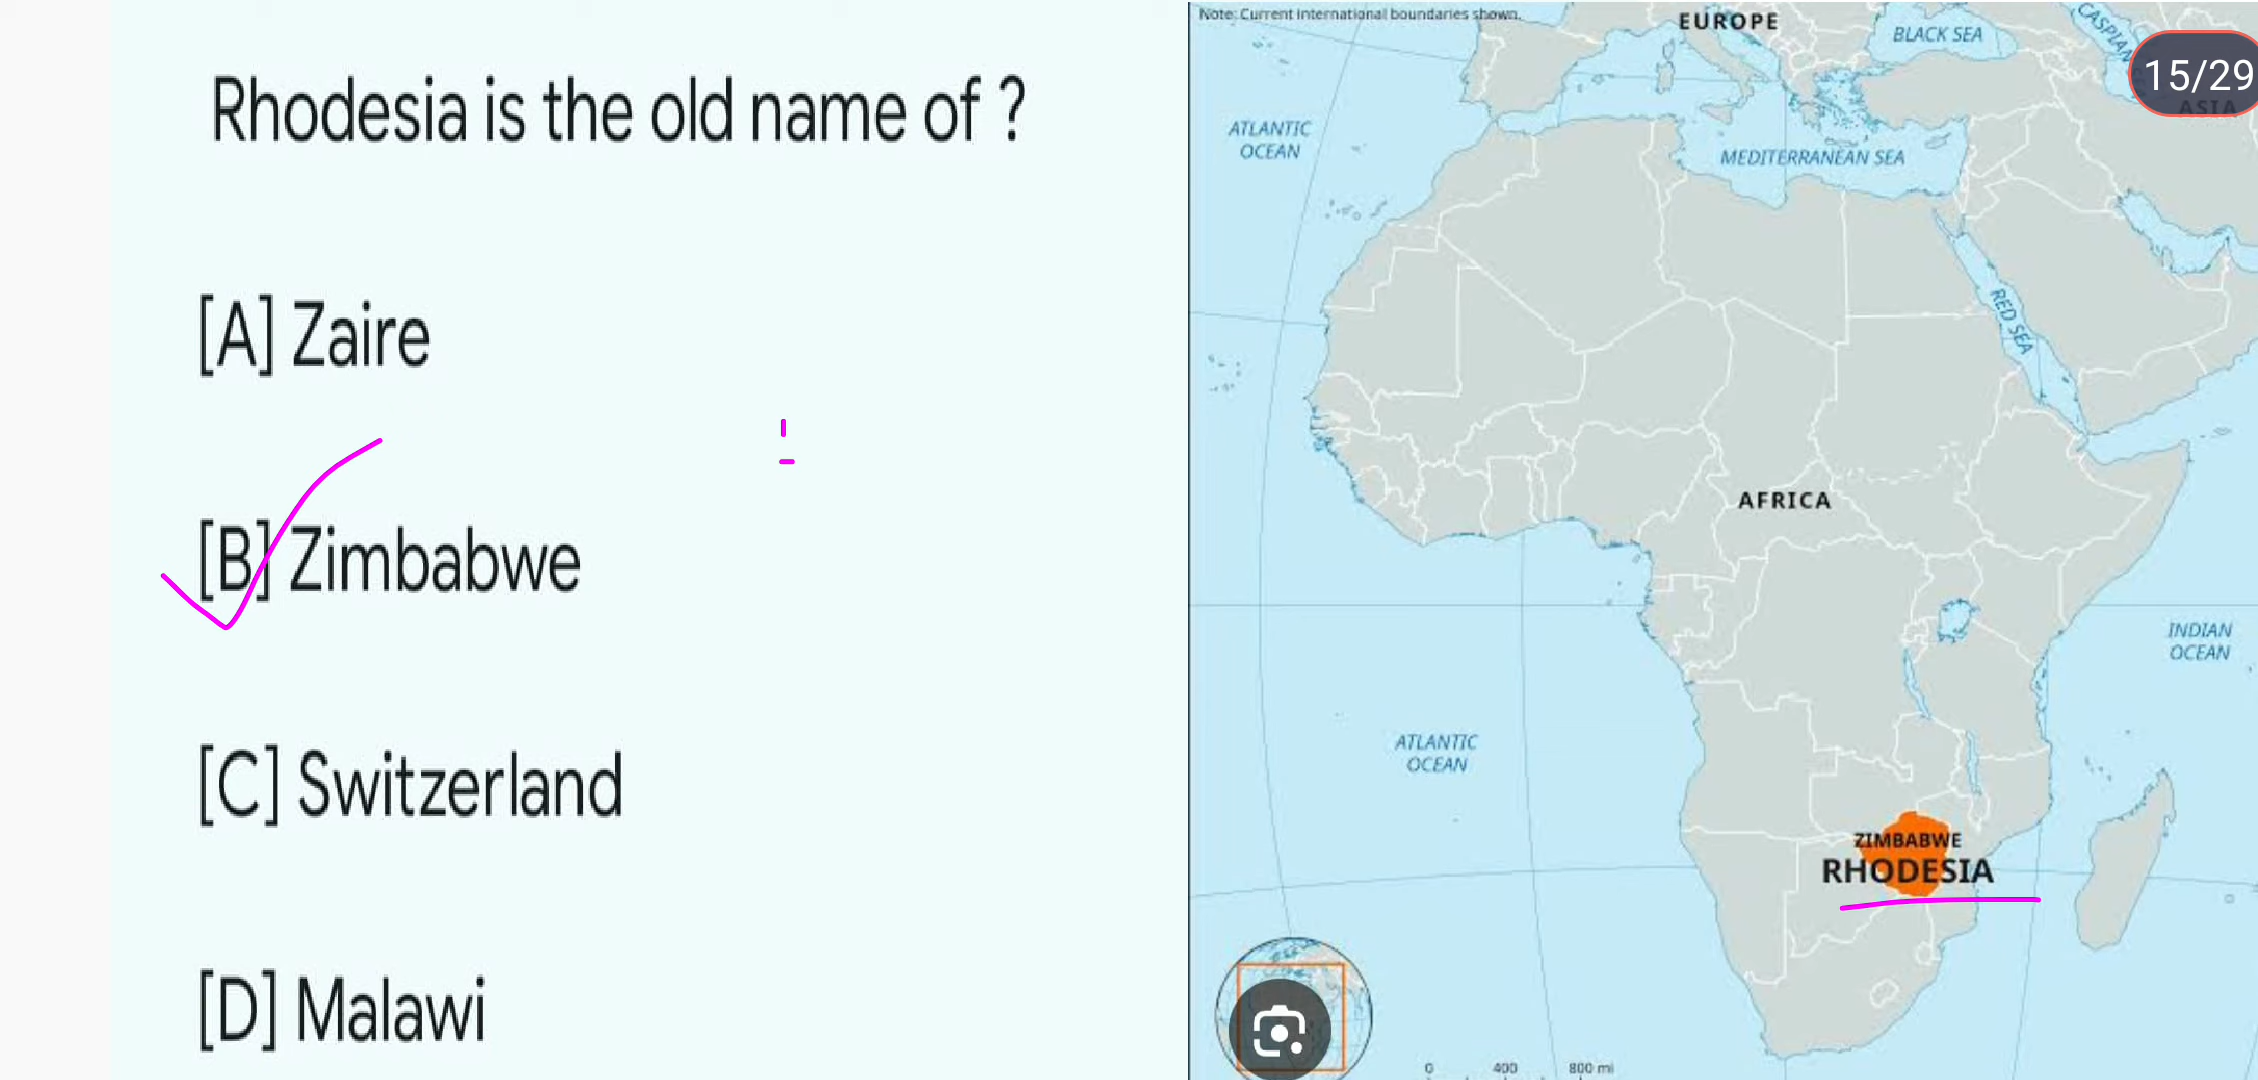 Rhodesia is the old name of ?
[A] Zaire
[B] Zimbabwe
[C] Switzerland
[D] Malawi
Note: Current international boundaries shown.
EUROPE
BLACK SEA
CASPIAN
15/29
ASIA
ATLANTIC
OCEAN
MEDITERRANEAN SEA
RED SEA
AFRICA
INDIAN
OCEAN
ATLANTIC
OCEAN
ZIMBABWE
RHODESIA
0 400 800 mi